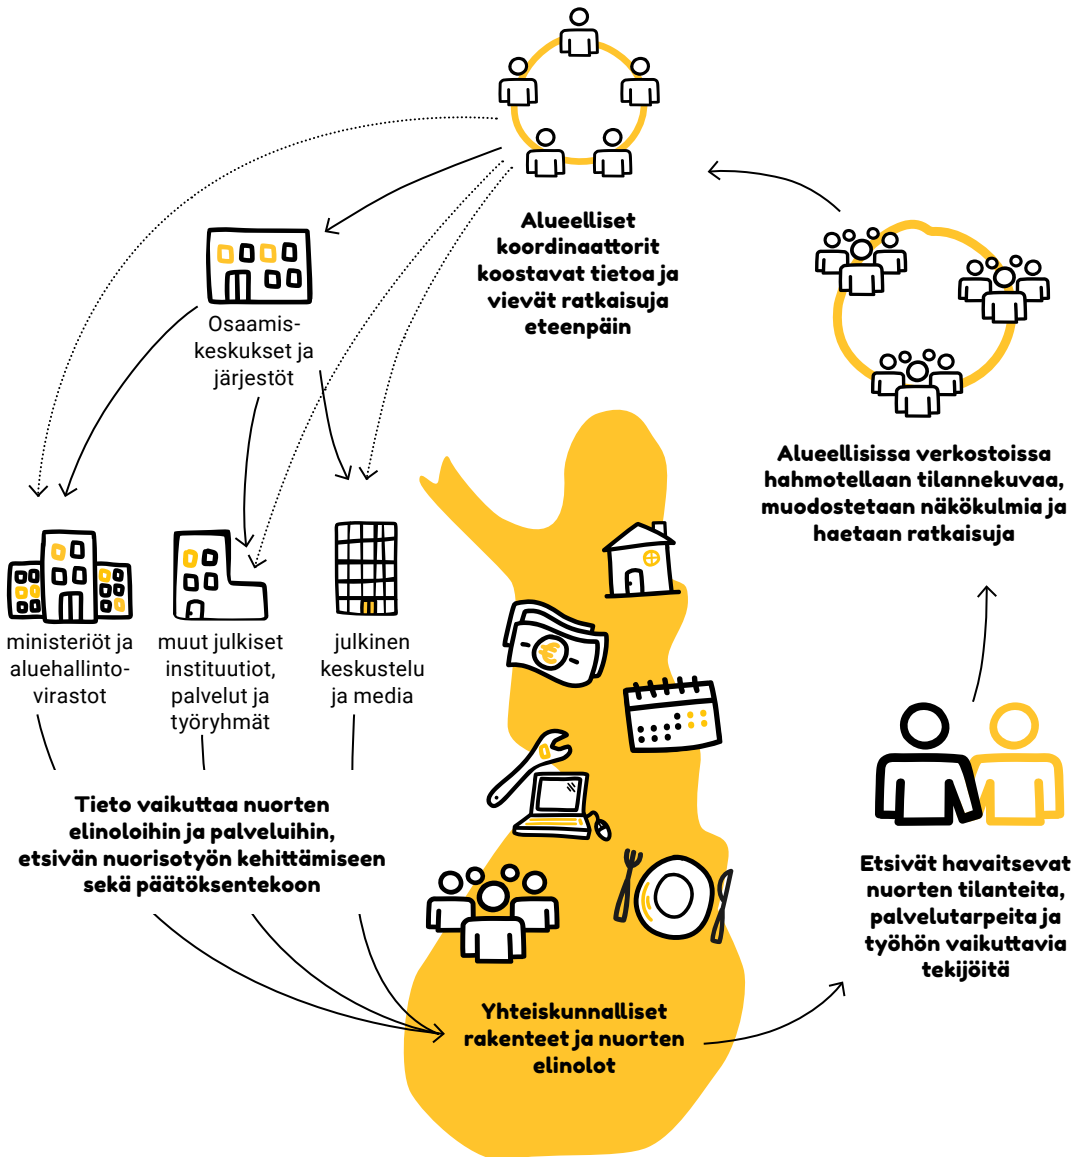 Alueelliset
koordinaattorit
koostavat tietoa ja
vievät ratkaisuja
eteenpäin
Osaamis-
keskukset ja
järjestöt
Alueellisissa verkostoissa
hahmotellaan tilannekuvaa,
muodostetaan näkökulmia ja
haetaan ratkaisuja
ministeriöt ja
aluehallinto-
virastot
muut julkiset
instituutiot,
palvelut ja
työryhmät
julkinen
keskustelu
ja media
Tieto vaikuttaa nuorten
elinoloihin ja palveluihin,
etsivän nuorisotyön kehittämiseen
sekä päätöksentekoon
Etsivät havaitsevat
nuorten tilanteita,
palvelutarpeita ja
työhön vaikuttavia
tekijöitä
Yhteiskunnalliset
rakenteet ja nuorten
elinolot